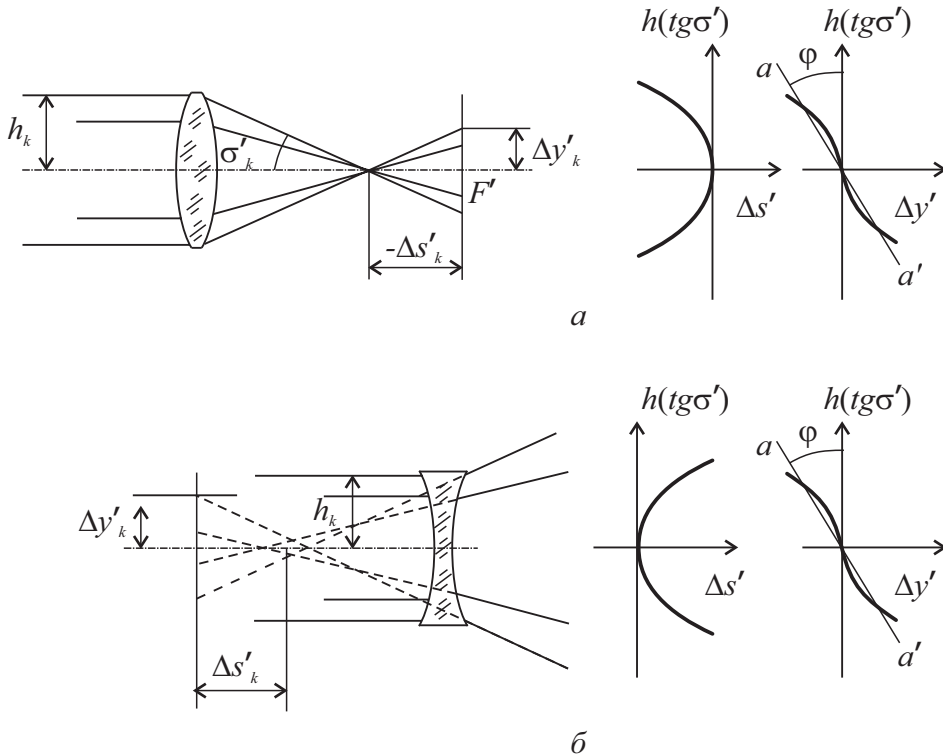 h(tgσ′)
h(tgσ′)
a
φ
h_k
σ′_k
Δy′_k
F′
Δs′
Δy′
-Δs′_k
a′
а
h(tgσ′)
h(tgσ′)
a
φ
Δy′_k
h_k
Δs′
Δy′
Δs′_k
a′
б